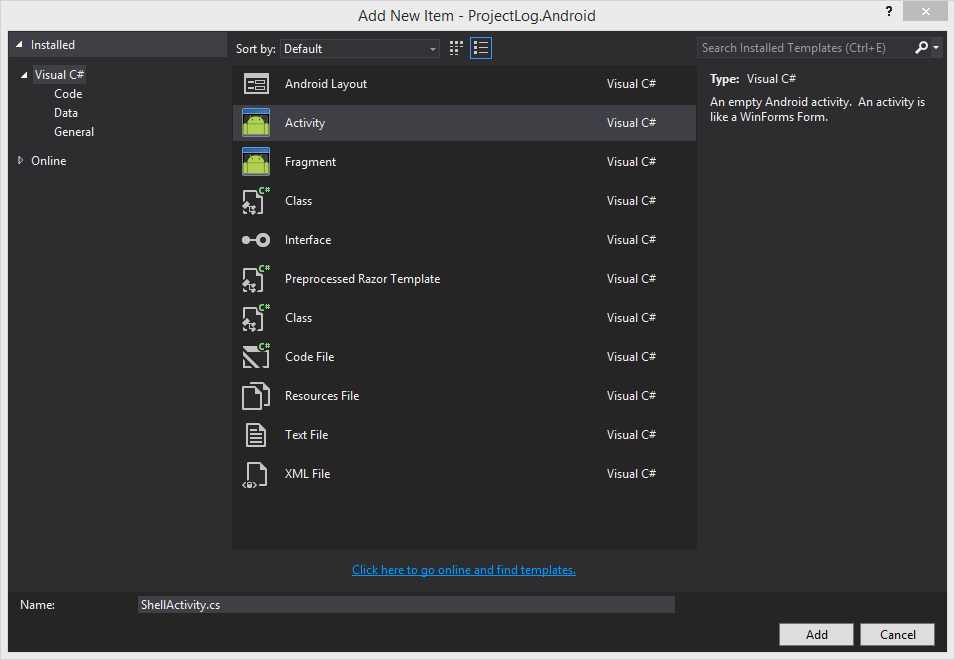 Add New Item - ProjectLog.Android
?
Installed
Sort by: Default
Search Installed Templates (Ctrl+E)
Visual C#
Code
Data
General
Online
Android Layout Visual C#
Activity Visual C#
Fragment Visual C#
C# Class Visual C#
Interface Visual C#
C# Preprocessed Razor Template Visual C#
C# Class Visual C#
C# Code File Visual C#
Resources File Visual C#
Text File Visual C#
XML File Visual C#
Type: Visual C#
An empty Android activity. An activity is
like a WinForms Form.
Click here to go online and find templates.
Name: ShellActivity.cs
Add Cancel